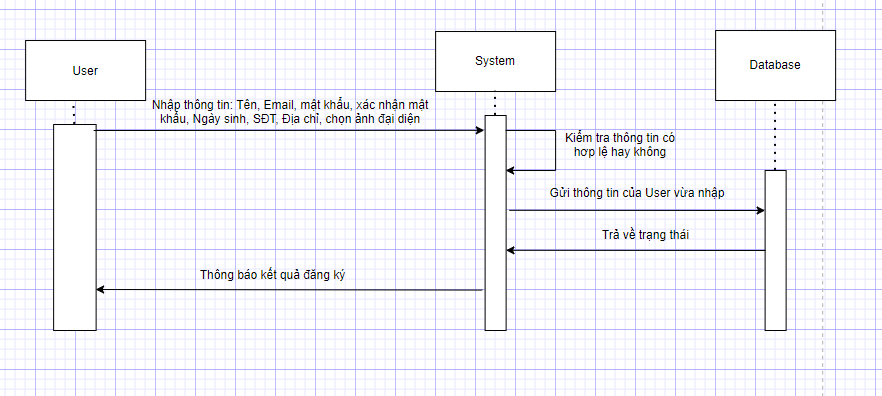 User
System
Database
Nhập thông tin: Tên, Email, mật khẩu, xác nhận mật
khẩu, Ngày sinh, SĐT, Địa chỉ, chọn ảnh đại diện
Kiểm tra thông tin có
hợp lệ hay không
Gửi thông tin của User vừa nhập
Trả về trạng thái
Thông báo kết quả đăng ký